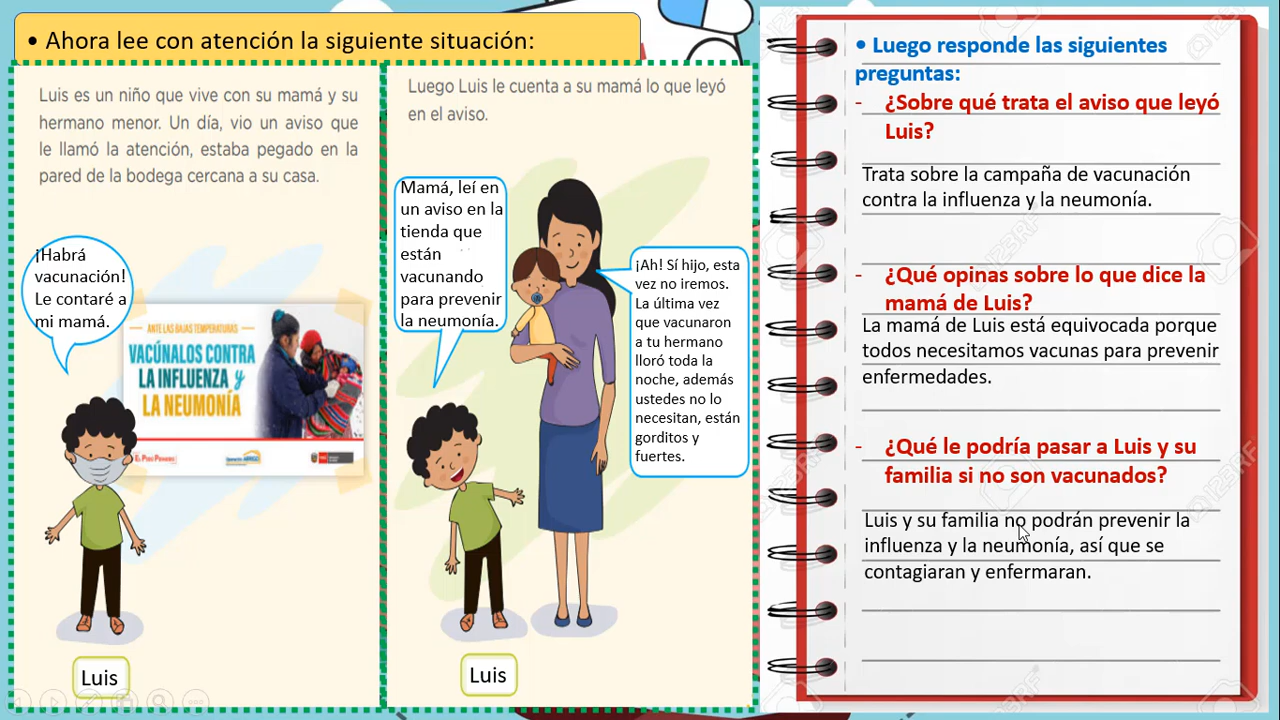 • Ahora lee con atención la siguiente situación:
Luis es un niño que vive con su mamá y su
hermano menor. Un día, vio un aviso que
le llamó la atención, estaba pegado en la
pared de la bodega cercana a su casa.
¡Habrá
vacunación!
Le contaré a
mi mamá.
ANTE LAS BAJAS TEMPERATURAS
VACÚNALOS CONTRA
LA INFLUENZA y
LA NEUMONÍA
EL PERÚ PRIMERO
Luis
Luego Luis le cuenta a su mamá lo que leyó
en el aviso.
Mamá, leí en
un aviso en la
tienda que
están
vacunando
para prevenir
la neumonía.
¡Ah! Sí hijo, esta
vez no iremos.
La última vez
que vacunaron
a tu hermano
lloró toda la
noche, además
ustedes no lo
necesitan, están
gorditos y
fuertes.
Luis
• Luego responde las siguientes
preguntas:
- ¿Sobre qué trata el aviso que leyó
Luis?
Trata sobre la campaña de vacunación
contra la influenza y la neumonía.
- ¿Qué opinas sobre lo que dice la
mamá de Luis?
La mamá de Luis está equivocada porque
todos necesitamos vacunas para prevenir
enfermedades.
- ¿Qué le podría pasar a Luis y su
familia si no son vacunados?
Luis y su familia no podrán prevenir la
influenza y la neumonía, así que se
contagiaran y enfermaran.
123RF